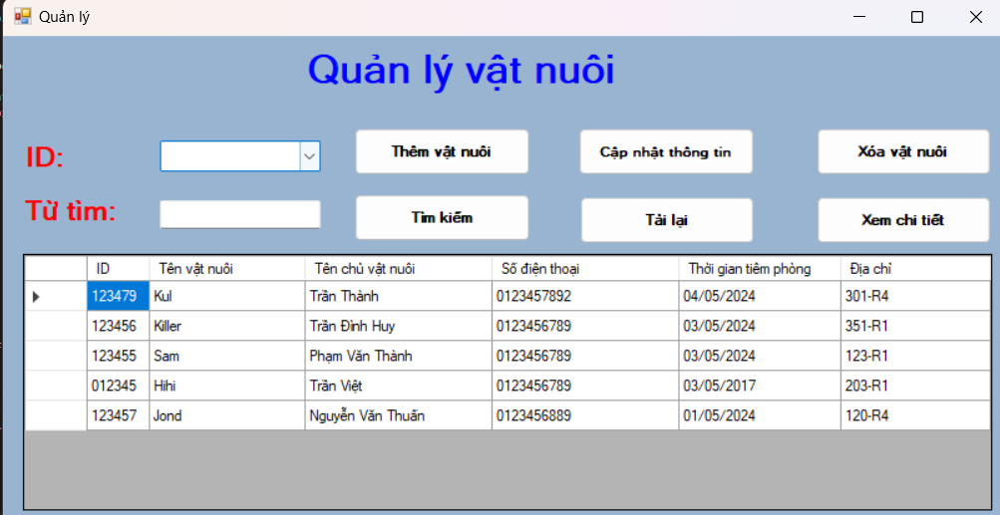 Quản lý
Quản lý vật nuôi
ID:
Thêm vật nuôi
Cập nhật thông tin
Xóa vật nuôi
Từ tìm:
Tìm kiếm
Tải lại
Xem chi tiết
ID Tên vật nuôi Tên chủ vật nuôi Số điện thoại Thời gian tiêm phòng Địa chỉ
123479 Kul Trần Thành 0123457892 04/05/2024 301-R4
123456 Killer Trần Đình Huy 0123456789 03/05/2024 351-R1
123455 Sam Phạm Văn Thành 0123456789 03/05/2024 123-R1
012345 Hihi Trần Việt 0123456789 03/05/2017 203-R1
123457 Jond Nguyễn Văn Thuấn 0123456889 01/05/2024 120-R4